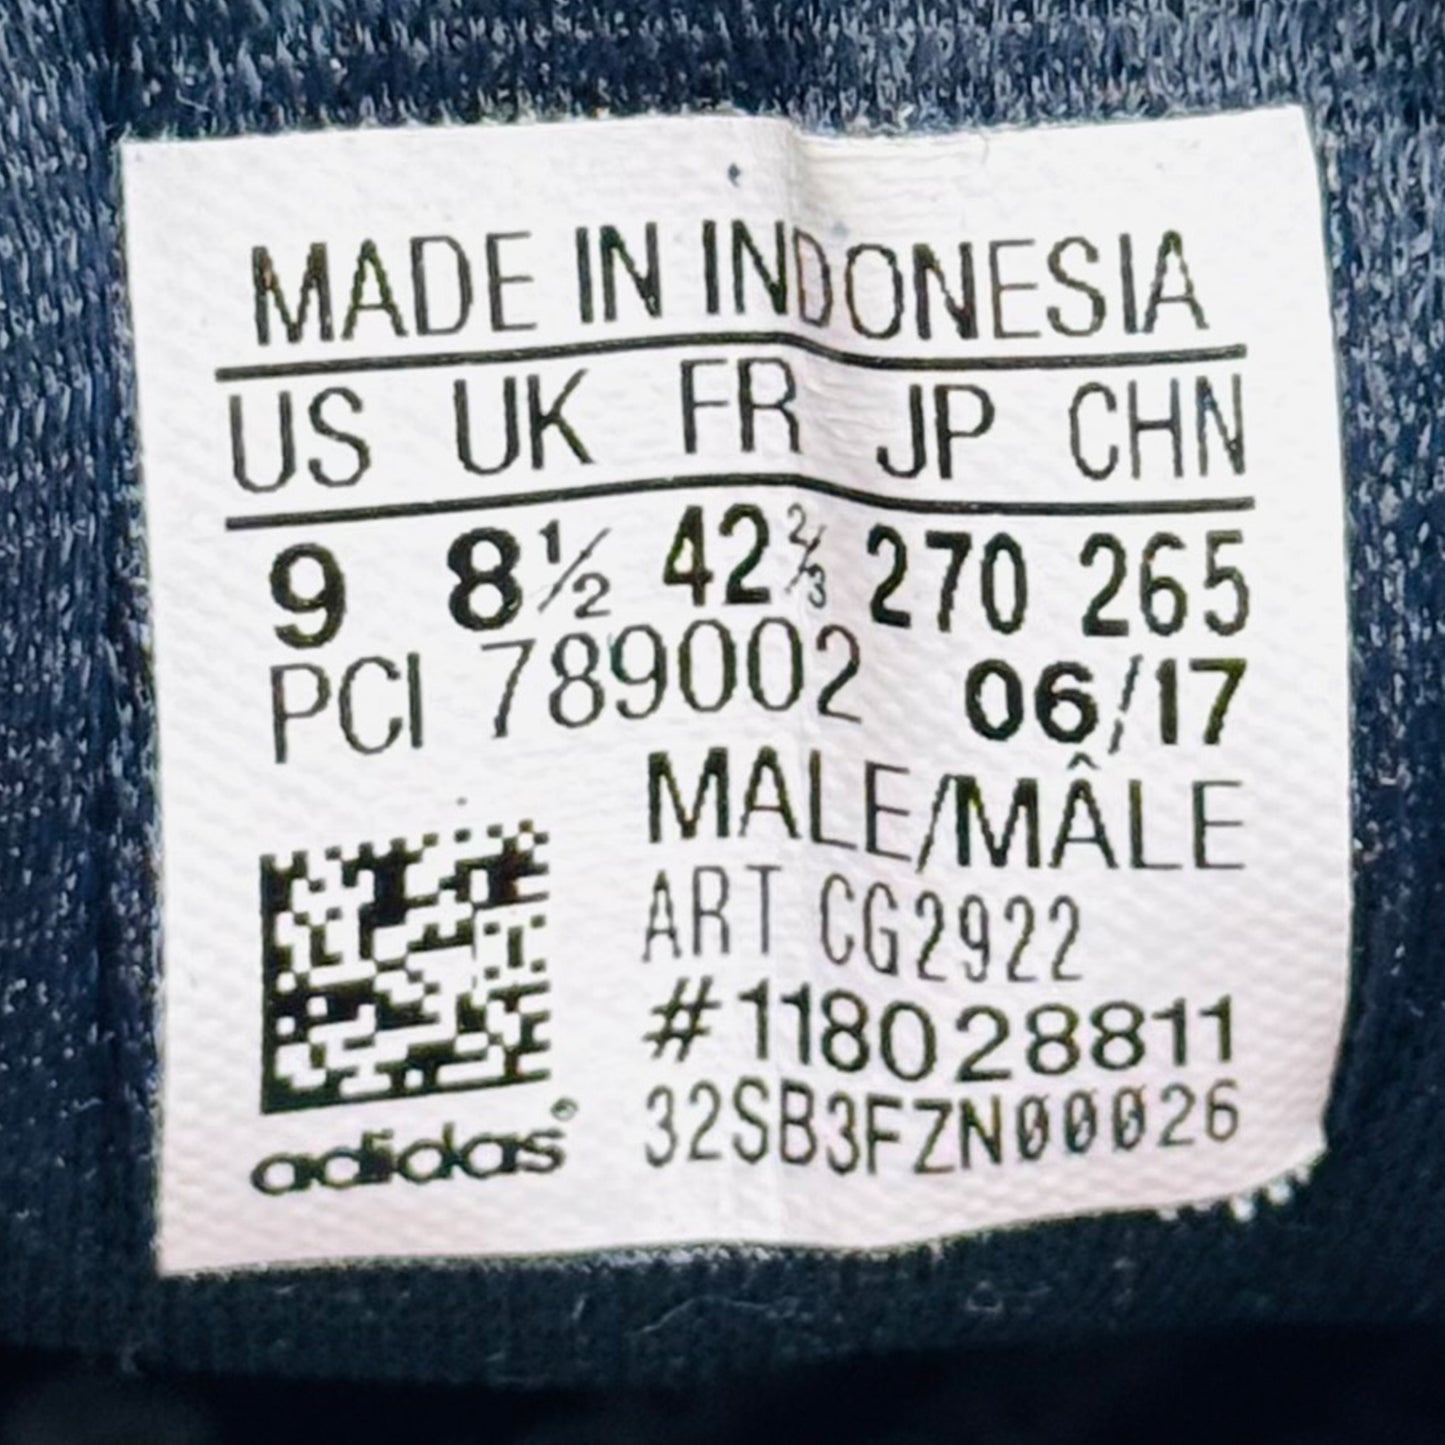 MADE IN INDONESIA
US UK FR JP CHN
9 8½ 42⅔ 270 265
PCI 789002 06/17
MALE/MÂLE
ART CG2922
#118028811
32SB3FZN00026
adidas®